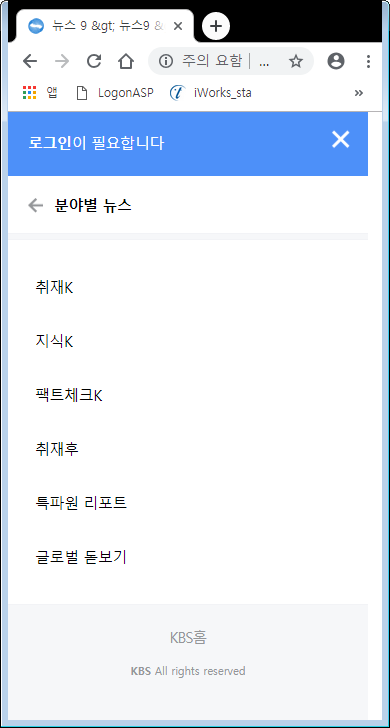 뉴스 9 &gt; 뉴스9 &
주의 요함 | ...
앱 LogonASP iWorks_sta »
로그인이 필요합니다
분야별 뉴스
취재K
지식K
팩트체크K
취재후
특파원 리포트
글로벌 돋보기
KBS홈
KBS All rights reserved